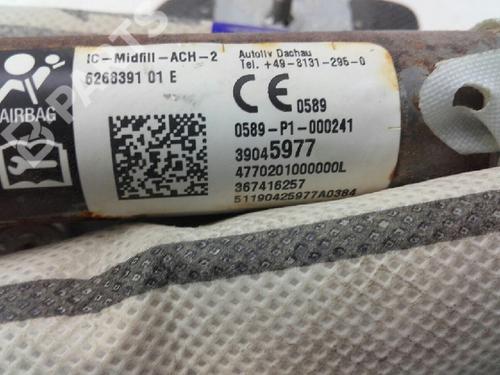 IC-Midfill-ACH-2
6268391 01 E
Autoliv Dachau
Tel. +49-8131-295-0
AIRBAG
CE 0589
0589-P1-000241
39045977
4770201000000L
367416257
51190425977A0384